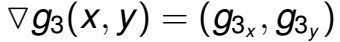 ∇g₃(x, y) = (g₃ₓ, g₃ᵧ)